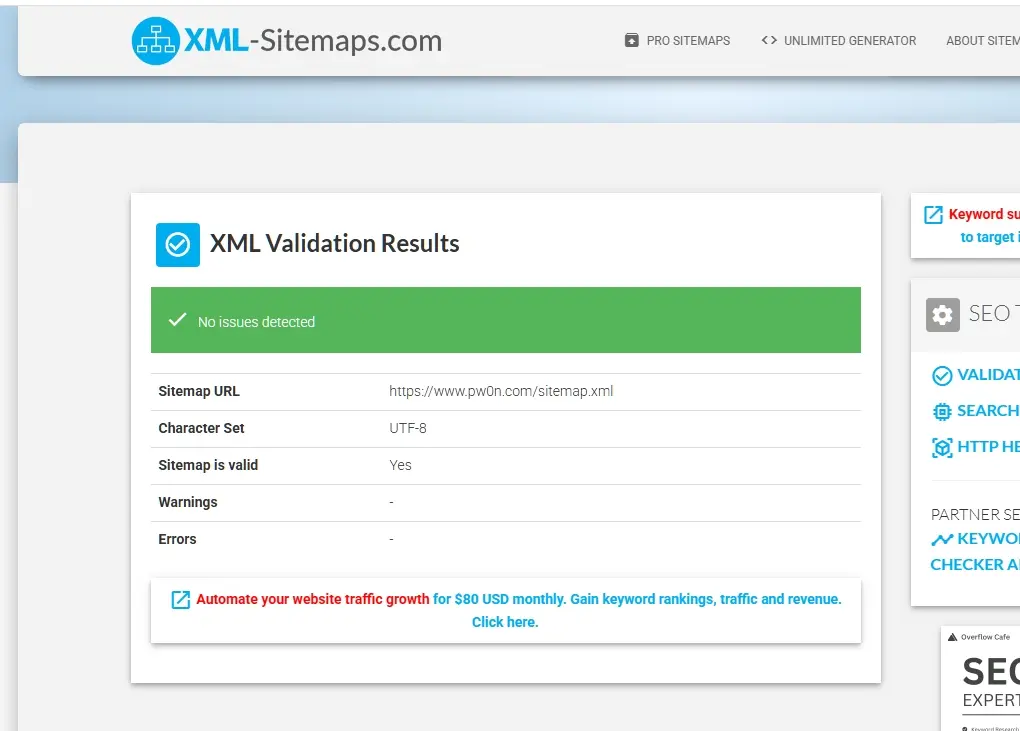 XML-Sitemaps.com
PRO SITEMAPS
UNLIMITED GENERATOR
ABOUT SITEM
XML Validation Results
No issues detected
Sitemap URL https://www.pw0n.com/sitemap.xml
Character Set UTF-8
Sitemap is valid Yes
Warnings -
Errors -
Automate your website traffic growth for $80 USD monthly. Gain keyword rankings, traffic and revenue.
Click here.
Keyword su
to target i
SEO T
VALIDAT
SEARCH
HTTP HE
PARTNER SE
KEYWO
CHECKER A
Overflow Cafe
SEO
EXPERT
Keyword Research